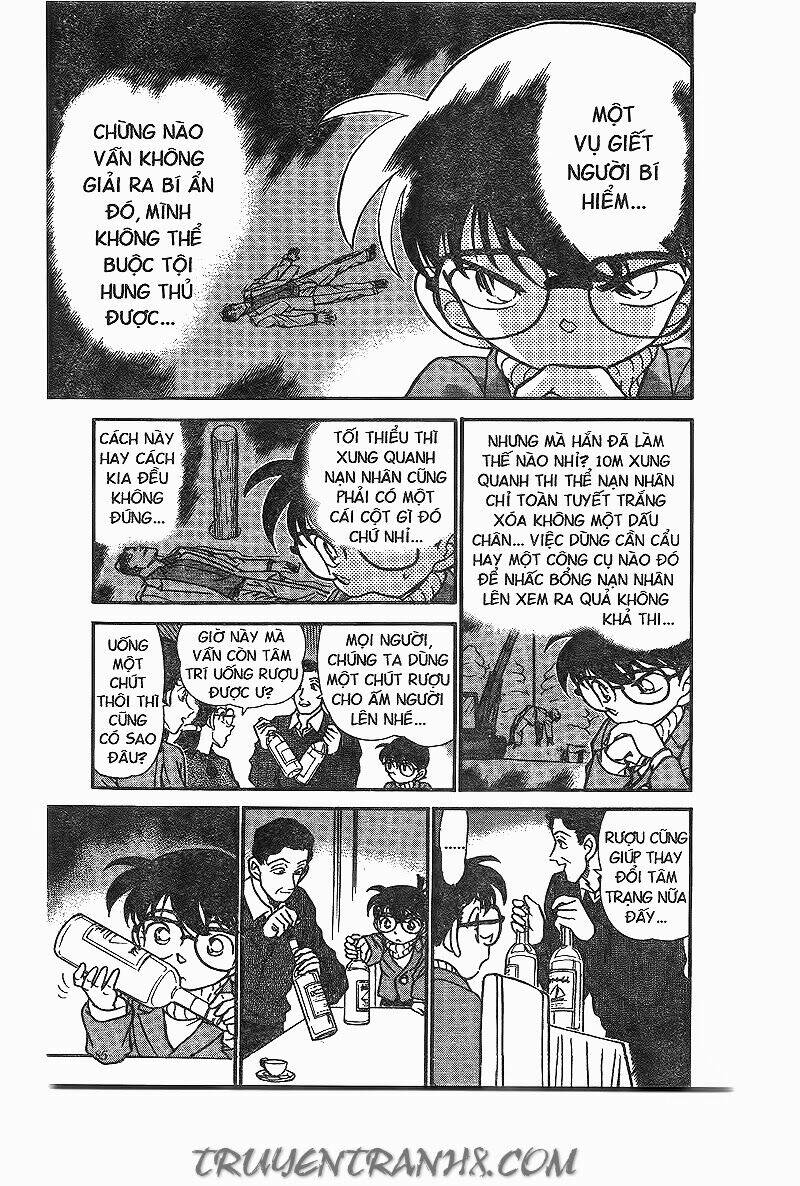 MỘT
VỤ GIẾT
NGƯỜI BÍ
HIỂM...
CHỪNG NÀO
VẤN KHÔNG
GIẢI RA BÍ ẨN
ĐÓ, MÌNH
KHÔNG THỂ
BUỘC TỘI
HUNG THỦ
ĐƯỢC...
NHƯNG MÀ HẮN ĐÃ LÀM
THẾ NÀO NHỈ? 10M XUNG
QUANH THI THỂ NẠN NHÂN
CHỈ TOÀN TUYẾT TRẮNG
XÓA KHÔNG MỘT DẤU
CHÂN... VIỆC DÙNG CẦN CẨU
HAY MỘT CÔNG CỤ NÀO ĐÓ
ĐỂ NHẤC BỔNG NẠN NHÂN
LÊN XEM RA QUẢ KHÔNG
KHẢ THI...
TỐI THIỂU THÌ
XUNG QUANH
NẠN NHÂN CŨNG
PHẢI CÓ MỘT
CÁI CỘT GÌ ĐÓ
CHỨ NHỈ...
CÁCH NÀY
HAY CÁCH
KIA ĐỀU
KHÔNG
ĐÚNG...
MỌI NGƯỜI,
CHÚNG TA DÙNG
MỘT CHÚT RƯỢU
CHO ẤM NGƯỜI
LÊN NHÉ...
GIỜ NÀY MÀ
VẪN CÒN TÂM
TRÍ UỐNG RƯỢU
ĐƯỢC Ư?
UỐNG
MỘT
CHÚT
THÔI THÌ
CŨNG
CÓ SAO
ĐÂU?
RƯỢU CŨNG
GIÚP THAY
ĐỔI TÂM
TRẠNG NỮA
ĐẤY...
........
TRUYENTRANH8.COM